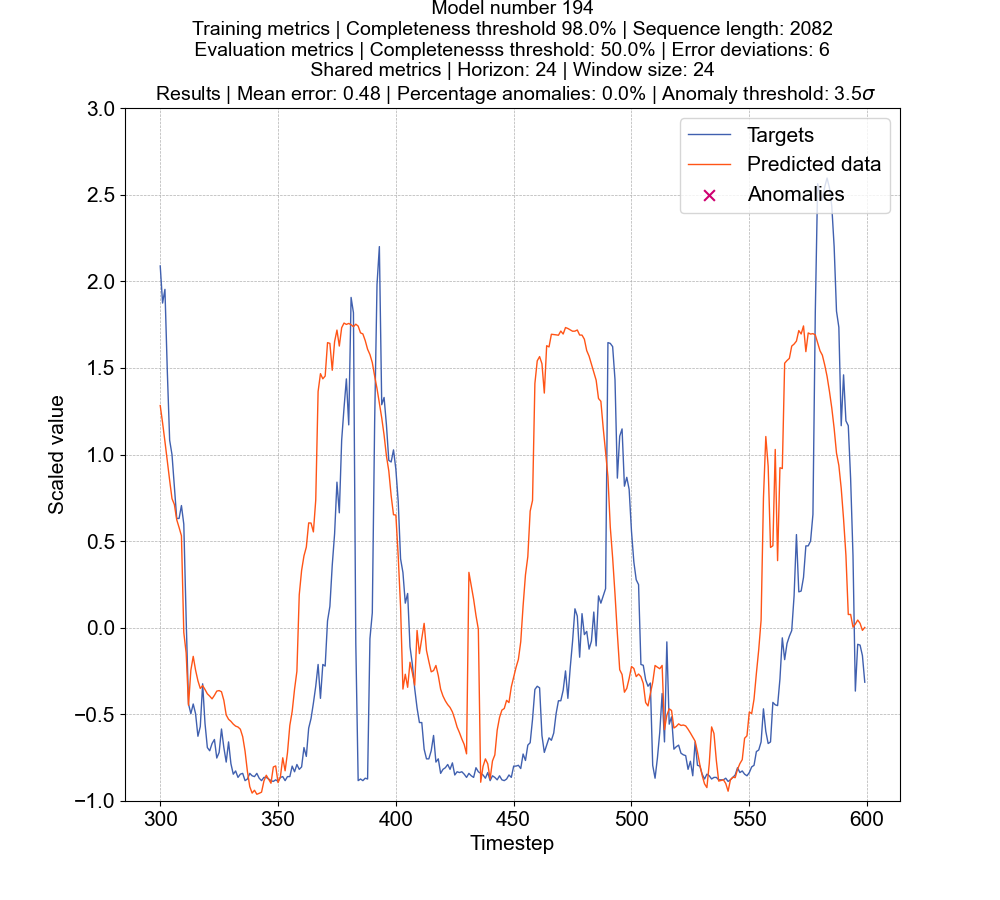 Model number 194
Training metrics | Completeness threshold 98.0% | Sequence length: 2082
Evaluation metrics | Completenesss threshold: 50.0% | Error deviations: 6
Shared metrics | Horizon: 24 | Window size: 24
Results | Mean error: 0.48 | Percentage anomalies: 0.0% | Anomaly threshold: 3.5σ
3.0
2.5
2.0
1.5
1.0
0.5
0.0
−0.5
−1.0
Scaled value
Targets
Predicted data
Anomalies
300
350
400
450
500
550
600
Timestep